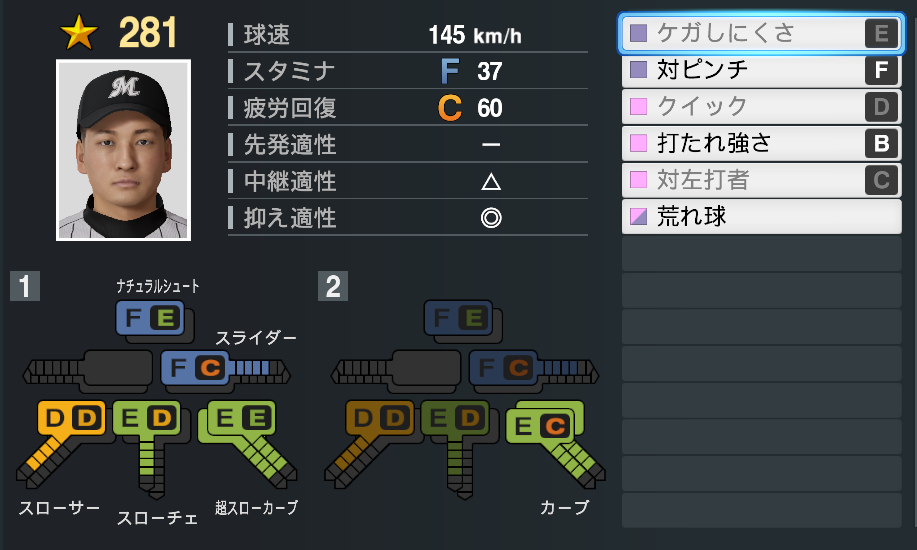 ★ 281
球速 145 km/h
スタミナ F 37
疲労回復 C 60
先発適性 ー
中継適性 △
抑え適性 ◎
M
ケガしにくさ E
対ピンチ F
クイック D
打たれ強さ B
対左打者 C
荒れ球
1
ナチュラルシュート
F E
スライダー
F C
D D
E D
E E
スローサー
スローチェ
超スローカーブ
2
F E
F C
D D
E D
E C
カーブ